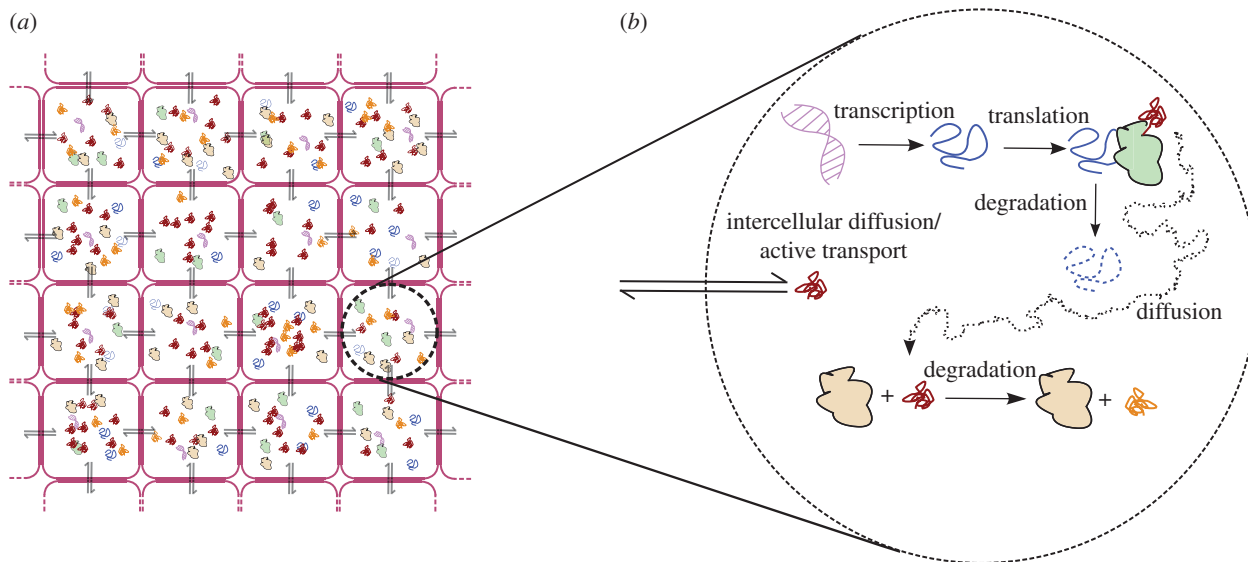 (a)
(b)
transcription
translation
degradation
intercellular diffusion/
active transport
diffusion
degradation
+
+